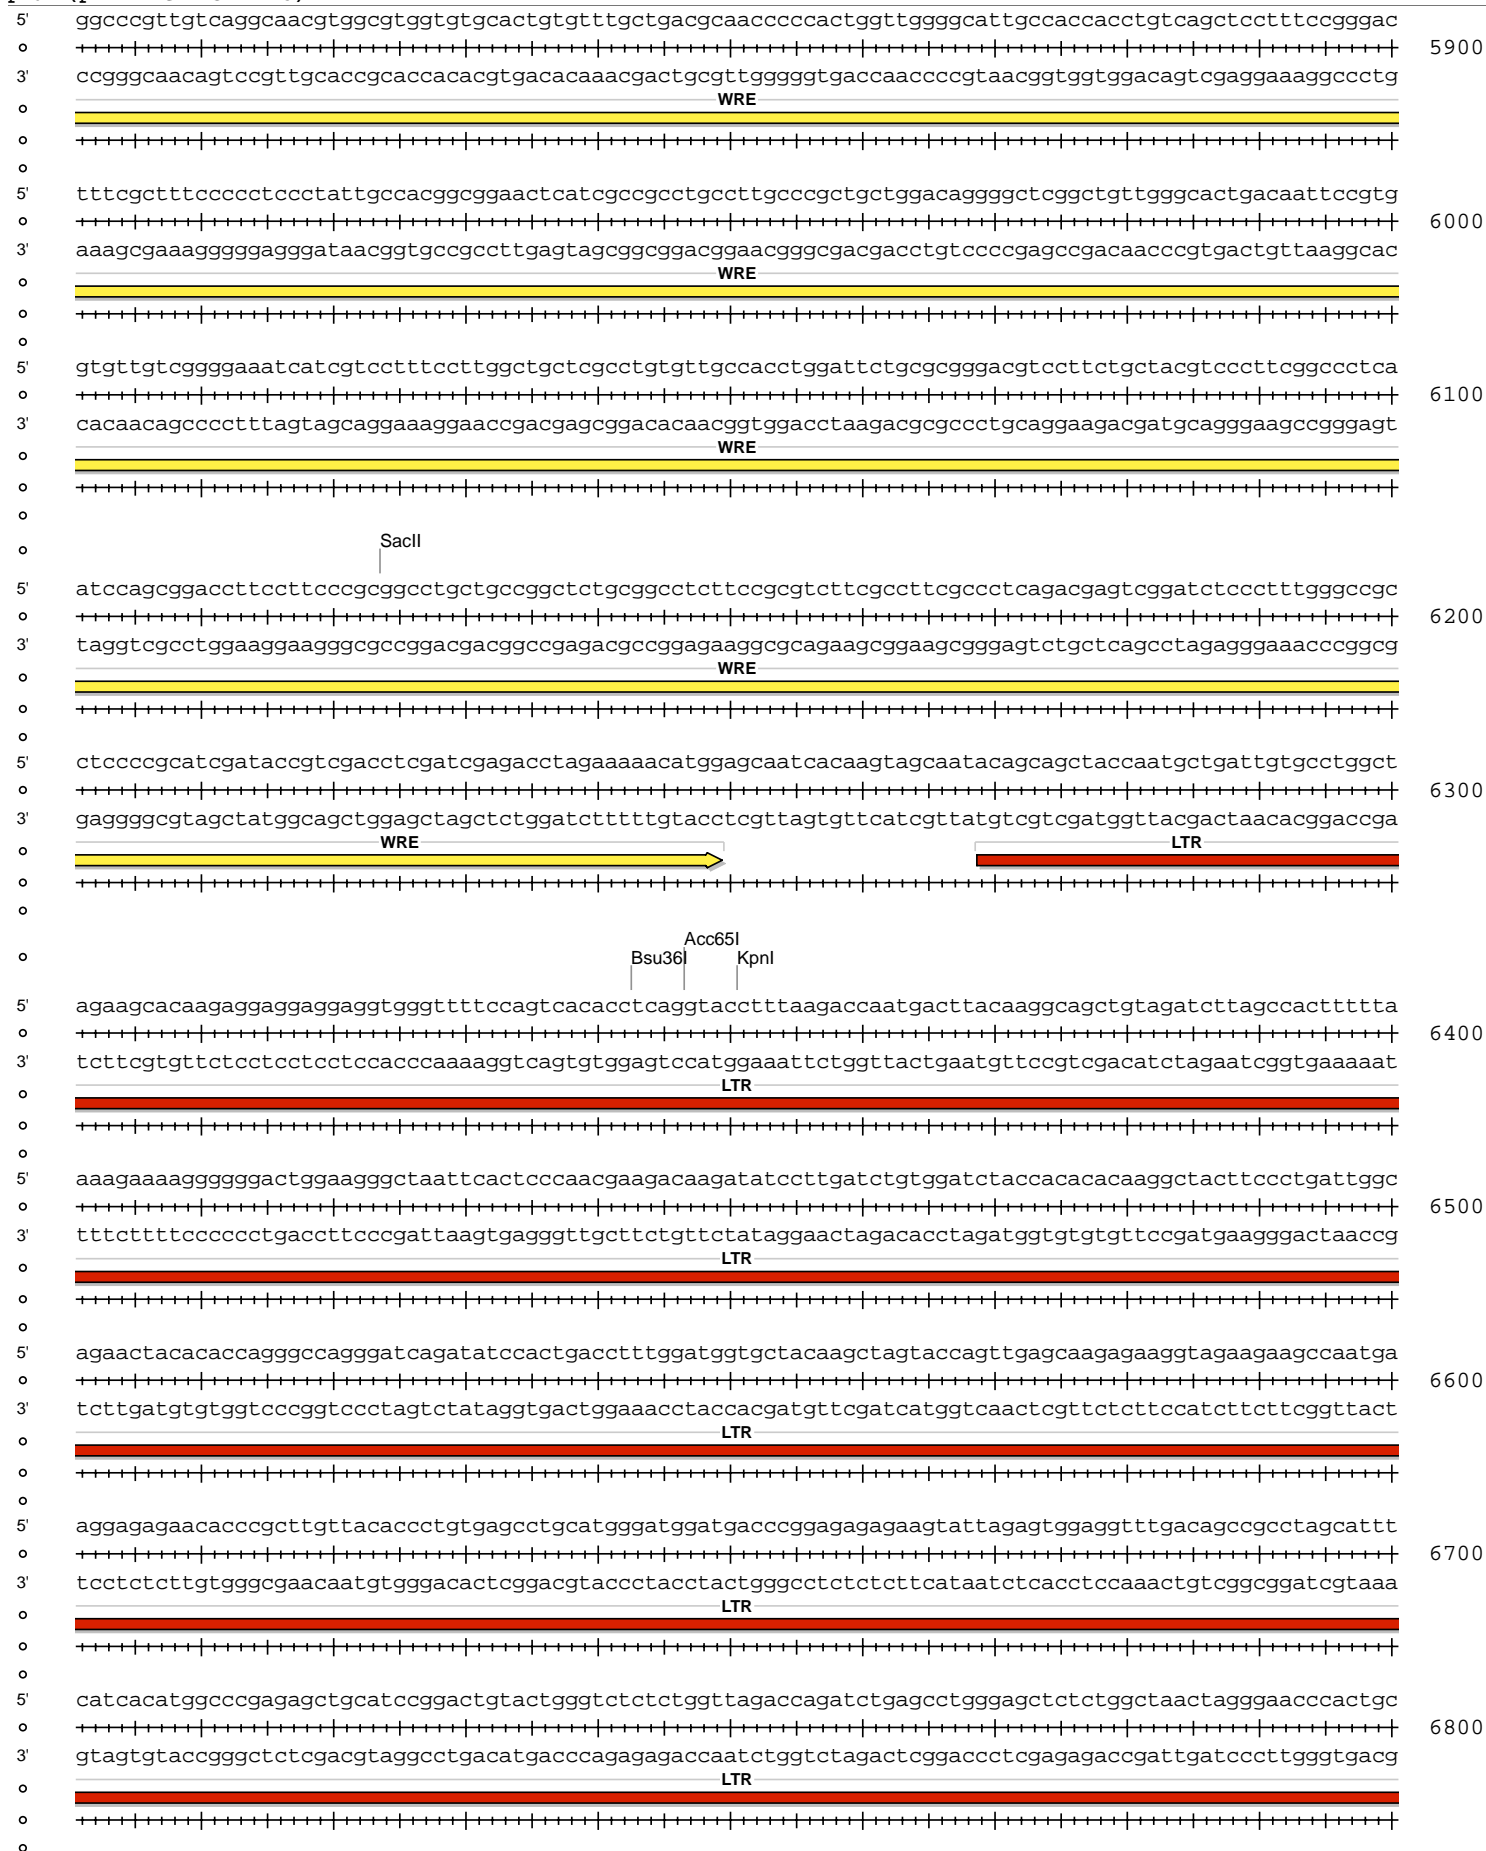 5' ggcccgttgtcaggcaacgtggcgtggtgtgcactgtgtttgctgacgcaacccccactggttggggcattgccaccacctgtcagctcctttccgggac
5900
3' ccgggcaacagtccgttgcaccgcaccacacgtgacacaaacgactgcgttgggggtgaccaaccccgtaacggtggtggacagtcgaggaaaggccctg
WRE
5' tttcgctttccccctccctattgccacggcggaactcatcgccgcctgccttgcccgctgctggacaggggctcggctgttgggcactgacaattccgtg
6000
3' aaagcgaaagggggagggataacggtgccgccttgagtagcggcggacggaacgggcgacgacctgtccccgagccgacaacccgtgactgttaaggcac
WRE
5' gtgttgtcggggaaatcatcgtcctttccttggctgctcgcctgtgttgccacctggattctgcgcgggacgtccttctgctacgtcccttcggccctca
6100
3' cacaacagcccctttagtagcaggaaaggaaccgacgagcggacacaacggtggacctaagacgcgccctgcaggaagacgatgcagggaagccgggagt
WRE
SacII
5' atccagcggaccttccttcccgcggcctgctgccggctctgcggcctcttccgcgtcttcgccttcgccctcagacgagtcggatctccctttgggccgc
6200
3' taggtcgcctggaaggaagggcgccggacgacggccgagacgccggagaaggcgcagaagcggaagcgggagtctgctcagcctagagggaaacccggcg
WRE
5' ctccccgcatcgataccgtcgacctcgatcgagacctagaaaaacatggagcaatcacaagtagcaatacagcagctaccaatgctgattgtgcctggct
6300
3' gaggggcgtagctatggcagctggagctagctctggatctttttgtacctcgttagtgttcatcgttatgtcgtcgatggttacgactaacacggaccga
WRE LTR
Acc65I
Bsu36I KpnI
5' agaagcacaagaggaggaggaggtgggttttccagtcacacctcaggtacctttaagaccaatgacttacaaggcagctgtagatcttagccacttttta
6400
3' tcttcgtgttctcctcctcctccacccaaaaggtcagtgtggagtccatggaaattctggttactgaatgttccgtcgacatctagaatcggtgaaaaat
LTR
5' aaagaaaaggggggactggaagggctaattcactcccaacgaagacaagatatccttgatctgtggatctaccacacacaaggctacttccctgattggc
6500
3' tttcttttcccccctgaccttcccgattaagtgagggttgcttctgttctataggaactagacacctagatggtgtgtgttccgatgaagggactaaccg
LTR
5' agaactacacaccagggccagggatcagatatccactgacctttggatggtgctacaagctagtaccagttgagcaagagaaggtagaagaagccaatga
6600
3' tcttgatgtgtggtcccggtccctagtctataggtgactggaaacctaccacgatgttcgatcatggtcaactcgttctcttccatcttcttcggttact
LTR
5' aggagagaacacccgcttgttacaccctgtgagcctgcatgggatggatgacccggagagagaagtattagagtggaggtttgacagccgcctagcattt
6700
3' tcctctcttgtgggcgaacaatgtgggacactcggacgtaccctacctactgggcctctctcttcataatctcacctccaaactgtcggcggatcgtaaa
LTR
5' catcacatggcccgagagctgcatccggactgtactgggtctctctggttagaccagatctgagcctgggagctctctggctaactagggaacccactgc
6800
3' gtagtgtaccgggctctcgacgtaggcctgacatgacccagagagaccaatctggtctagactcggaccctcgagagaccgattgatcccttgggtgacg
LTR